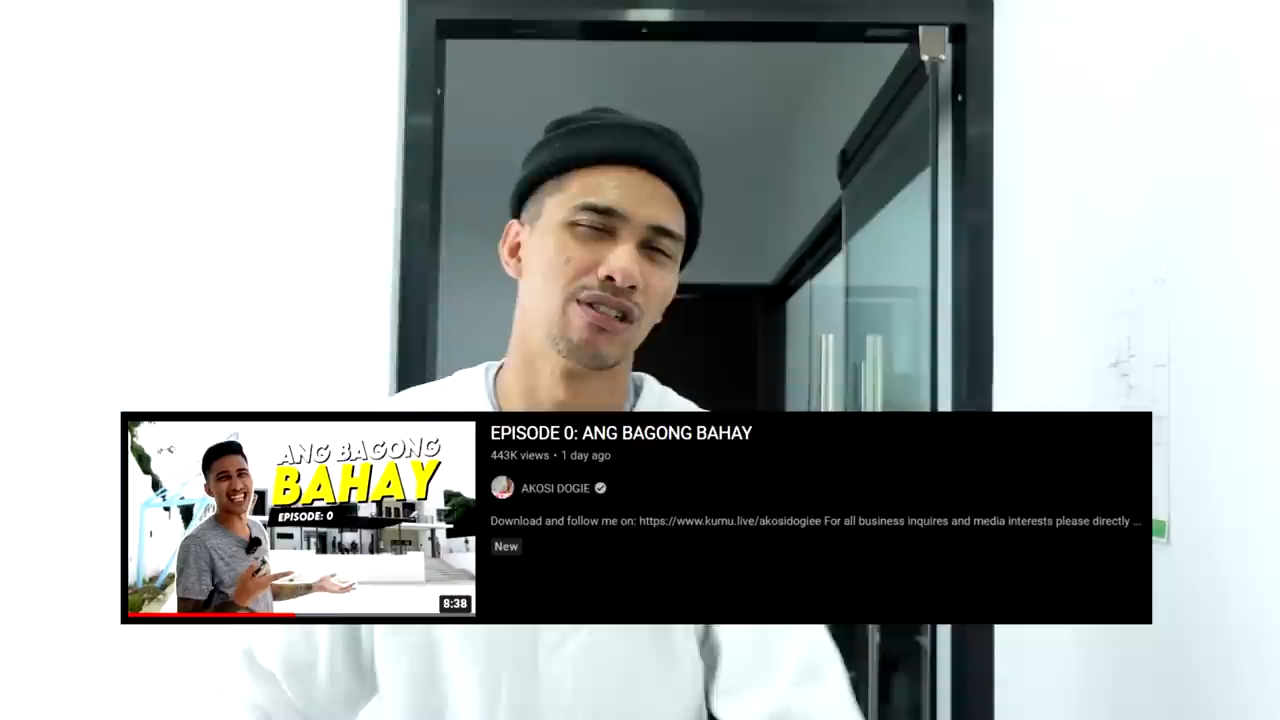 ANG BAGONG
BAHAY
EPISODE: 0
8:38
EPISODE 0: ANG BAGONG BAHAY
443K views • 1 day ago
AKOSI DOGIE
Download and follow me on: https://www.kumu.live/akosidogiee For all business inquires and media interests please directly ...
New